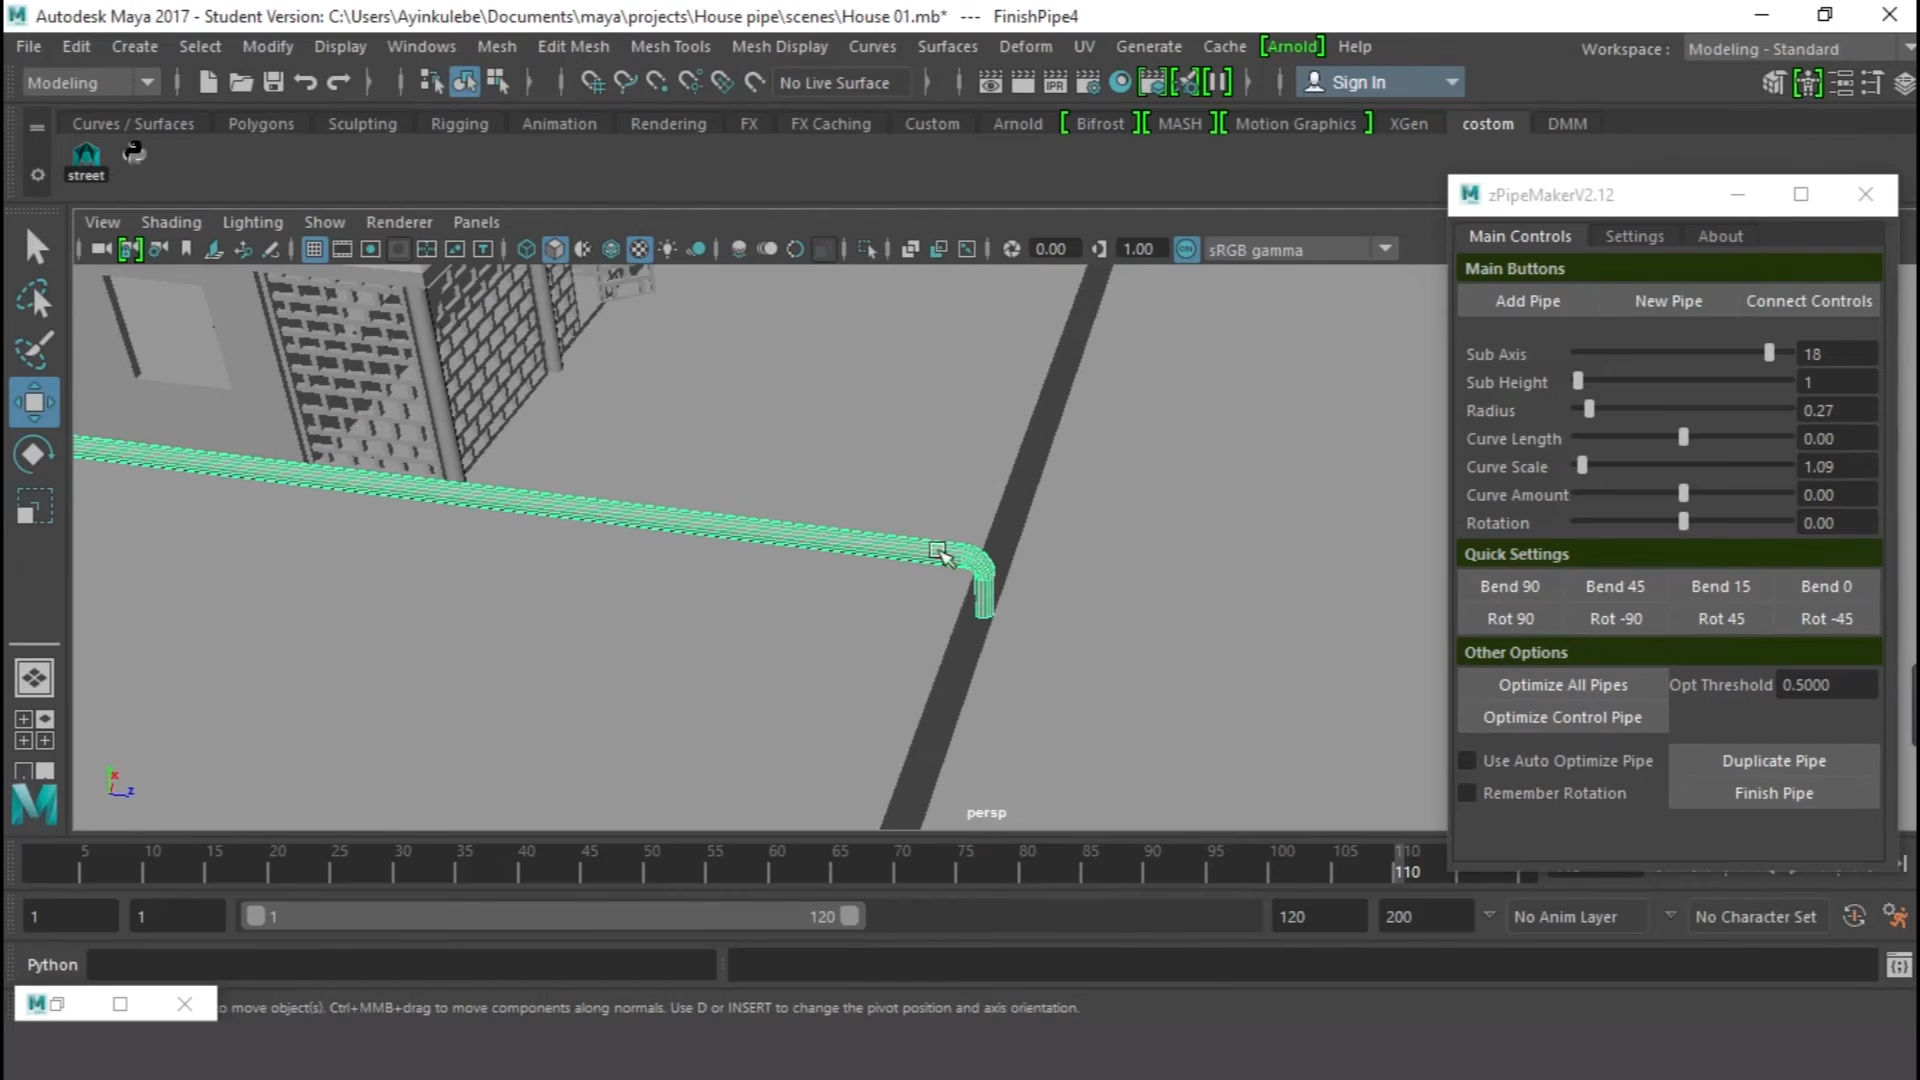 Autodesk Maya 2017 - Student Version: C:\Users\Ayinkulebe\Documents\maya\projects\House pipe\scenes\House 01.mb* --- FinishPipe4
File Edit Create Select Modify Display Windows Mesh Edit Mesh Mesh Tools Mesh Display Curves Surfaces Deform UV Generate Cache [Arnold] Help Workspace : Modeling - Standard
Modeling No Live Surface IPR Sign In
Curves / Surfaces Polygons Sculpting Rigging Animation Rendering FX FX Caching Custom Arnold [ Bifrost ][ MASH ][ Motion Graphics ] XGen costom DMM
street
zPipeMakerV2.12
View Shading Lighting Show Renderer Panels
0.00 1.00 ON sRGB gamma
Main Controls Settings About
Main Buttons
Add Pipe New Pipe Connect Controls
Sub Axis 18
Sub Height 1
Radius 0.27
Curve Length 0.00
Curve Scale 1.09
Curve Amount 0.00
Rotation 0.00
Quick Settings
Bend 90 Bend 45 Bend 15 Bend 0
Rot 90 Rot -90 Rot 45 Rot -45
Other Options
Optimize All Pipes Opt Threshold 0.5000
Optimize Control Pipe
Use Auto Optimize Pipe Duplicate Pipe
Remember Rotation Finish Pipe
x
z
persp
5 10 15 20 25 30 35 40 45 50 55 60 65 70 75 80 85 90 95 100 105 110
110
1 1 1 120 120 200 No Anim Layer No Character Set
Python
o move object(s). Ctrl+MMB+drag to move components along normals. Use D or INSERT to change the pivot position and axis orientation.